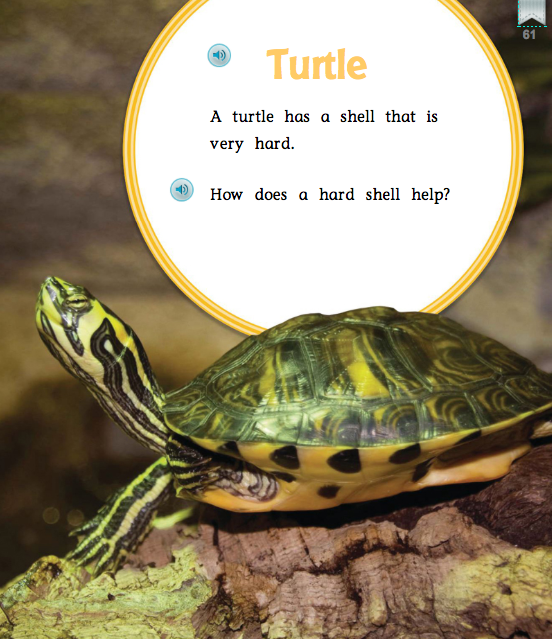 61
Turtle
A turtle has a shell that is
very hard.
How does a hard shell help?